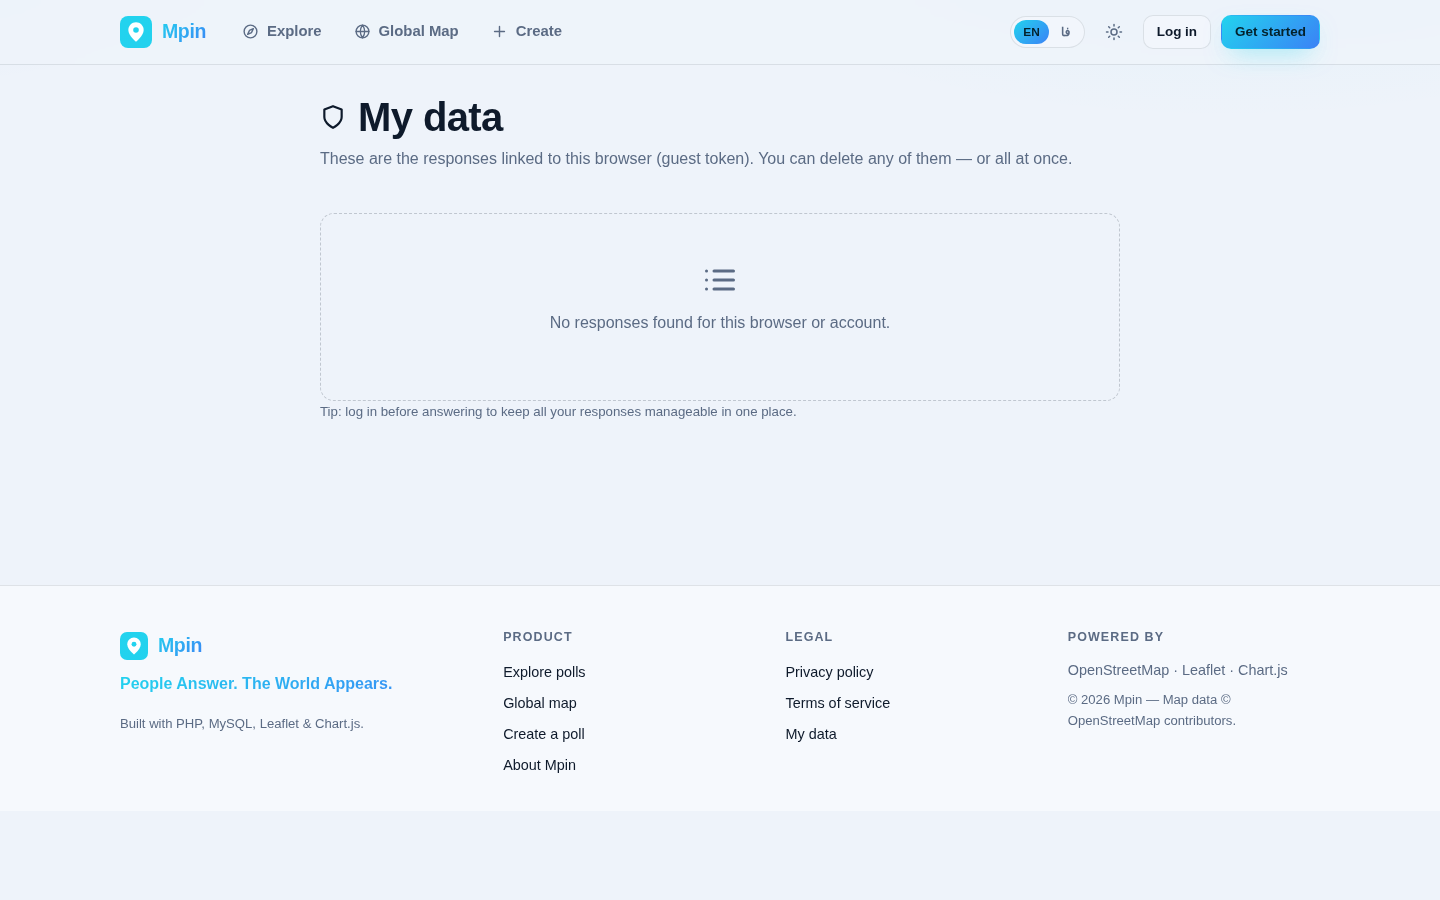 Mpin
Explore
Global Map
Create
EN
فا
Log in
Get started
My data
These are the responses linked to this browser (guest token). You can delete any of them — or all at once.
No responses found for this browser or account.
Tip: log in before answering to keep all your responses manageable in one place.
Mpin
People Answer. The World Appears.
Built with PHP, MySQL, Leaflet & Chart.js.
PRODUCT
Explore polls
Global map
Create a poll
About Mpin
LEGAL
Privacy policy
Terms of service
My data
POWERED BY
OpenStreetMap · Leaflet · Chart.js
© 2026 Mpin — Map data ©
OpenStreetMap contributors.